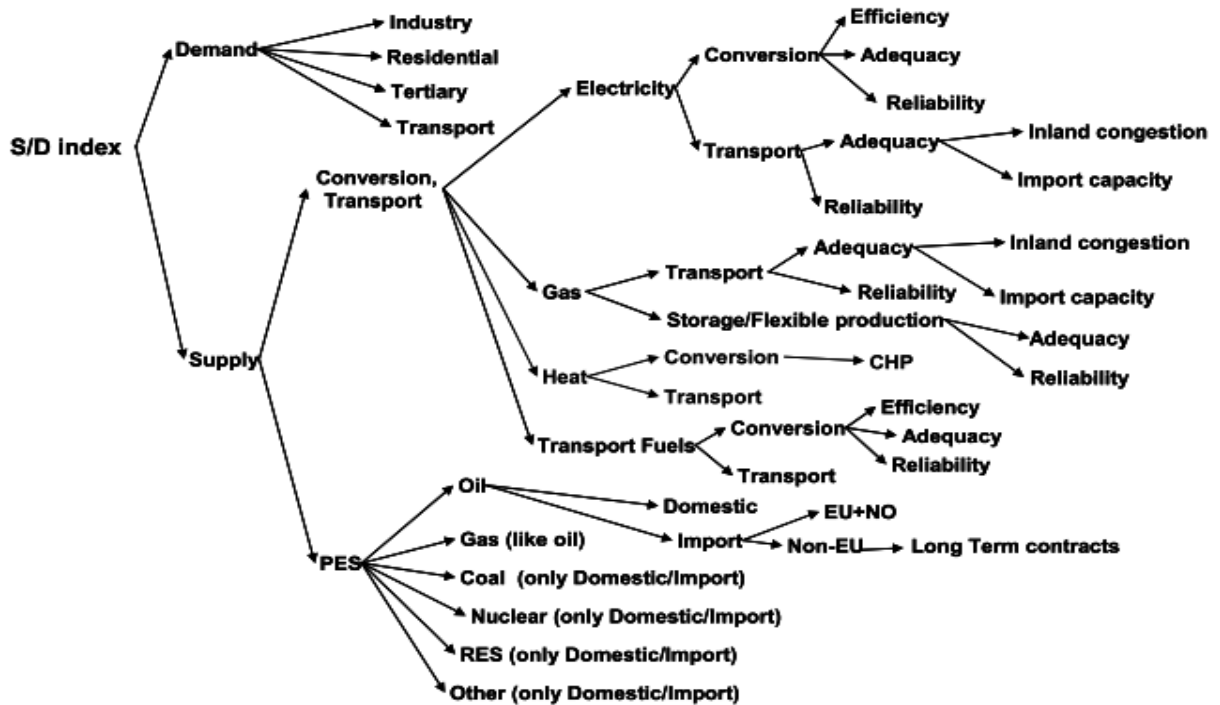 S/D index
Demand
Industry
Residential
Tertiary
Transport
Supply
Conversion,
Transport
Electricity
Conversion
Efficiency
Adequacy
Reliability
Transport
Adequacy
Inland congestion
Import capacity
Reliability
Gas
Transport
Adequacy
Inland congestion
Import capacity
Reliability
Storage/Flexible production
Adequacy
Reliability
Heat
Conversion
CHP
Transport
Transport Fuels
Conversion
Efficiency
Adequacy
Reliability
Transport
PES
Oil
Domestic
Import
EU+NO
Non-EU
Long Term contracts
Gas (like oil)
Coal (only Domestic/Import)
Nuclear (only Domestic/Import)
RES (only Domestic/Import)
Other (only Domestic/Import)